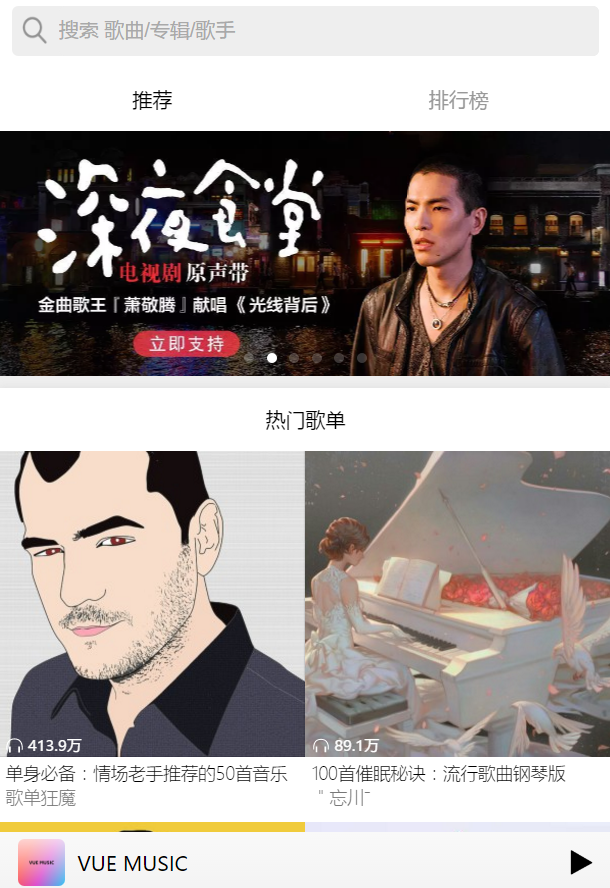 搜索 歌曲/专辑/歌手
推荐
排行榜
深夜食堂
电视剧 原声带
金曲歌王『萧敬腾』献唱《光线背后》
立即支持
热门歌单
413.9万
89.1万
单身必备：情场老手推荐的50首音乐
歌单狂魔
100首催眠秘诀：流行歌曲钢琴版
＂忘川ˉ
VUE MUSIC
VUE MUSIC